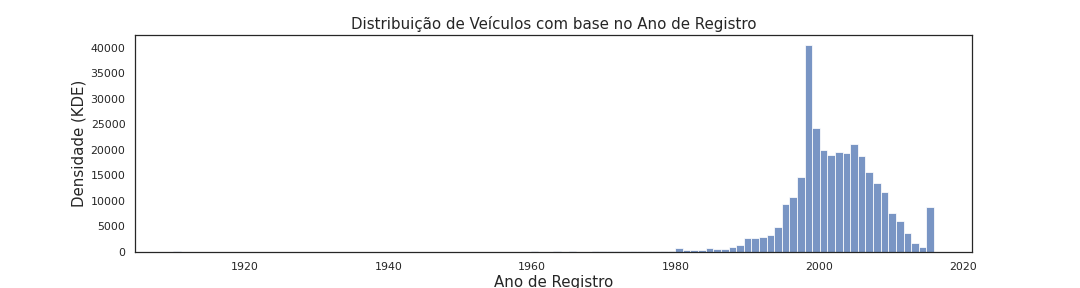 Distribuição de Veículos com base no Ano de Registro
Densidade (KDE)
40000
35000
30000
25000
20000
15000
10000
5000
0
1920 1940 1960 1980 2000 2020
Ano de Registro